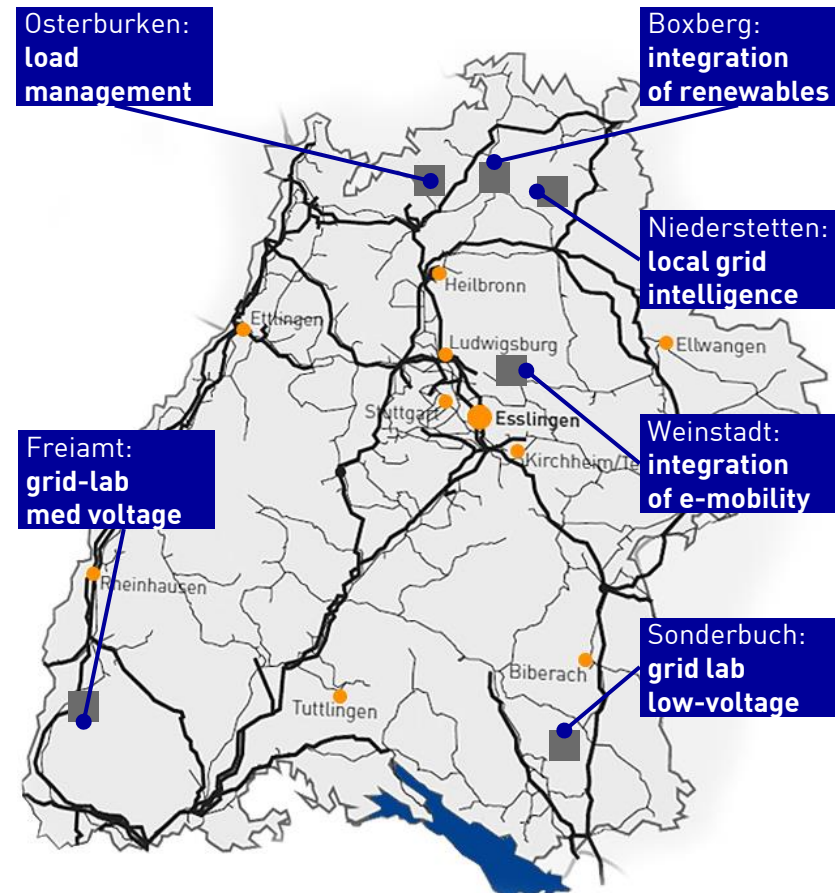 Osterburken:
load
management
Boxberg:
integration
of renewables
Niederstetten:
local grid
intelligence
Heilbronn
Ettlingen
Ludwigsburg
Ellwangen
Stuttgart
Esslingen
Kirchheim/Te
Weinstadt:
integration
of e-mobility
Freiamt:
grid-lab
med voltage
Rheinhausen
Sonderbuch:
grid lab
low-voltage
Biberach
Tuttlingen